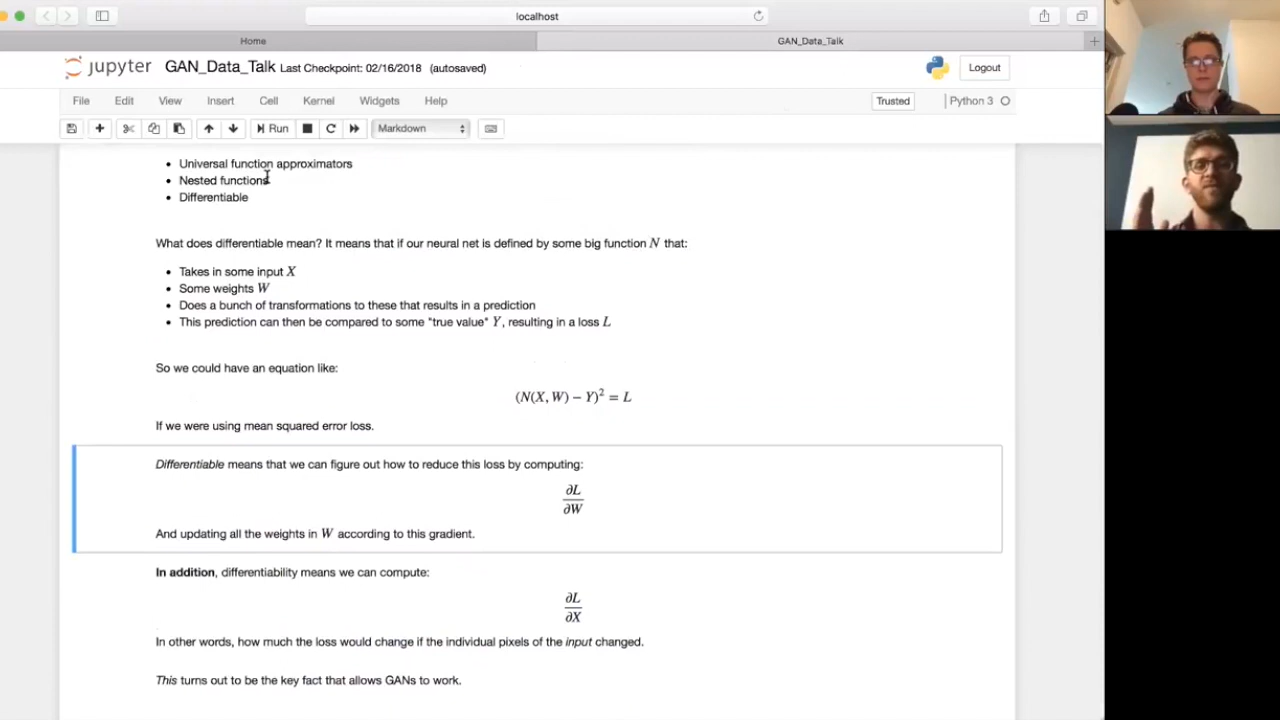 localhost
Home
GAN_Data_Talk
jupyter GAN_Data_Talk Last Checkpoint: 02/16/2018 (autosaved)
Logout
File Edit View Insert Cell Kernel Widgets Help
Trusted
Python 3
Run
Markdown
• Universal function approximators
• Nested functions
• Differentiable
What does differentiable mean? It means that if our neural net is defined by some big function N that:
• Takes in some input X
• Some weights W
• Does a bunch of transformations to these that results in a prediction
• This prediction can then be compared to some "true value" Y, resulting in a loss L
So we could have an equation like:
(N(X, W) − Y)² = L
If we were using mean squared error loss.
Differentiable means that we can figure out how to reduce this loss by computing:
∂L
∂W
And updating all the weights in W according to this gradient.
In addition, differentiability means we can compute:
∂L
∂X
In other words, how much the loss would change if the individual pixels of the input changed.
This turns out to be the key fact that allows GANs to work.